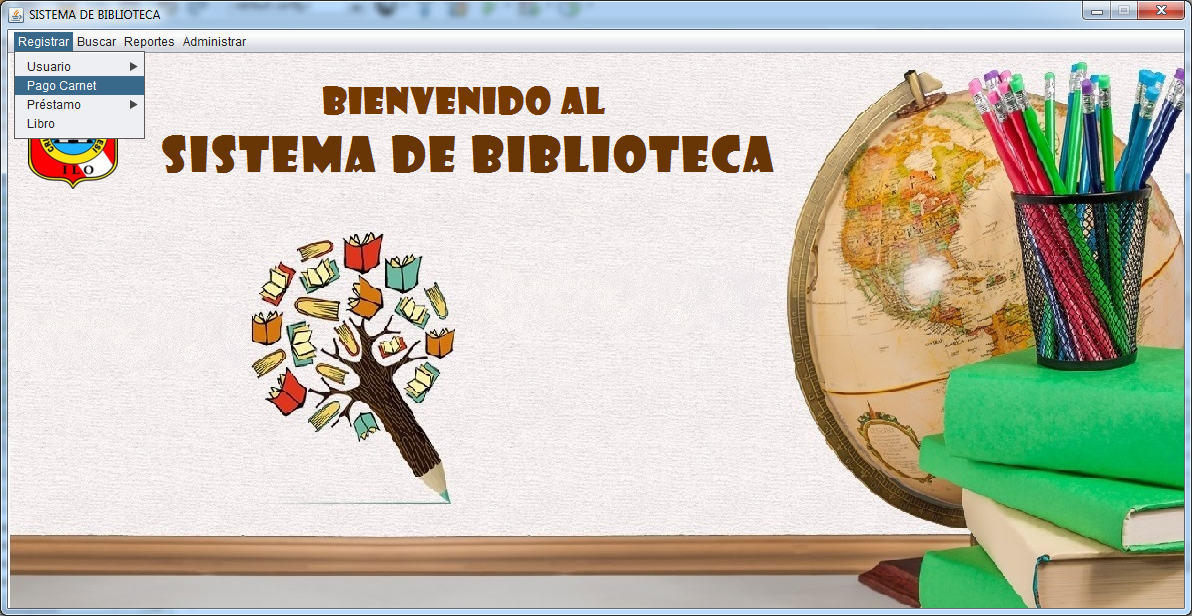 SISTEMA DE BIBLIOTECA
Registrar Buscar Reportes Administrar
Usuario
Pago Carnet
Préstamo
Libro
ILO
BIENVENIDO AL
SISTEMA DE BIBLIOTECA